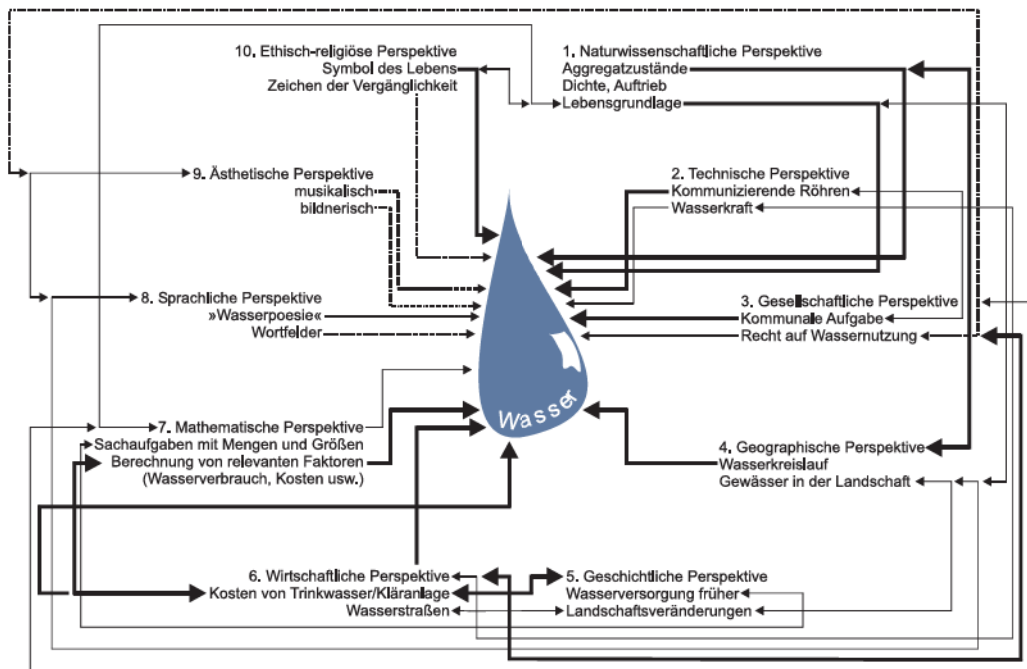 10. Ethisch-religiöse Perspektive
Symbol des Lebens
Zeichen der Vergänglichkeit
1. Naturwissenschaftliche Perspektive
Aggregatzustände
Dichte, Auftrieb
Lebensgrundlage
9. Ästhetische Perspektive
musikalisch
bildnerisch
2. Technische Perspektive
Kommunizierende Röhren
Wasserkraft
8. Sprachliche Perspektive
»Wasserpoesie«
Wortfelder
3. Gesellschaftliche Perspektive
Kommunale Aufgabe
Recht auf Wassernutzung
Wasser
7. Mathematische Perspektive
Sachaufgaben mit Mengen und Größen
Berechnung von relevanten Faktoren
(Wasserverbrauch, Kosten usw.)
4. Geographische Perspektive
Wasserkreislauf
Gewässer in der Landschaft
6. Wirtschaftliche Perspektive
Kosten von Trinkwasser/Kläranlage
Wasserstraßen
5. Geschichtliche Perspektive
Wasserversorgung früher
Landschaftsveränderungen